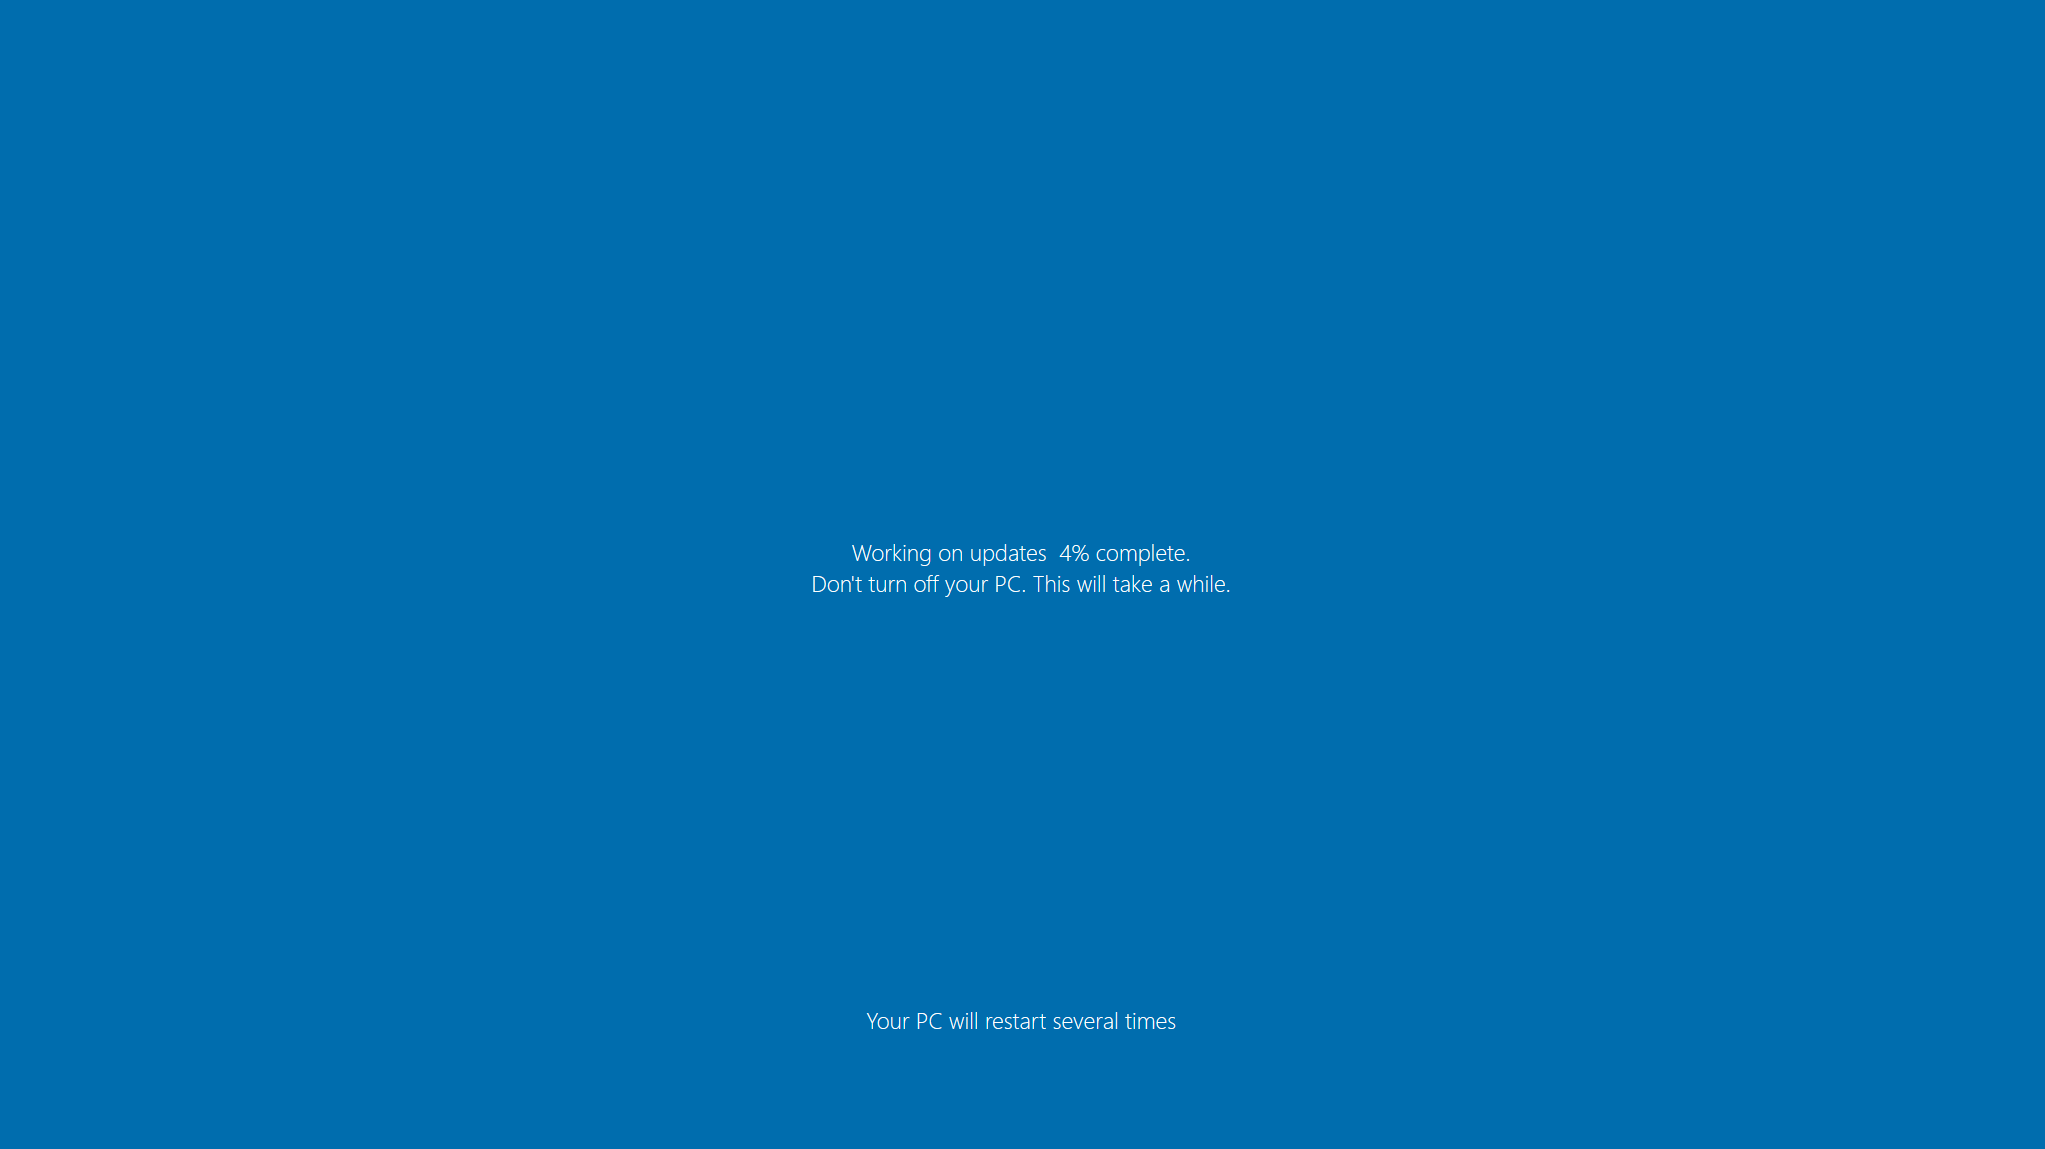 Working on updates  4% complete.
Don't turn off your PC. This will take a while.
Your PC will restart several times